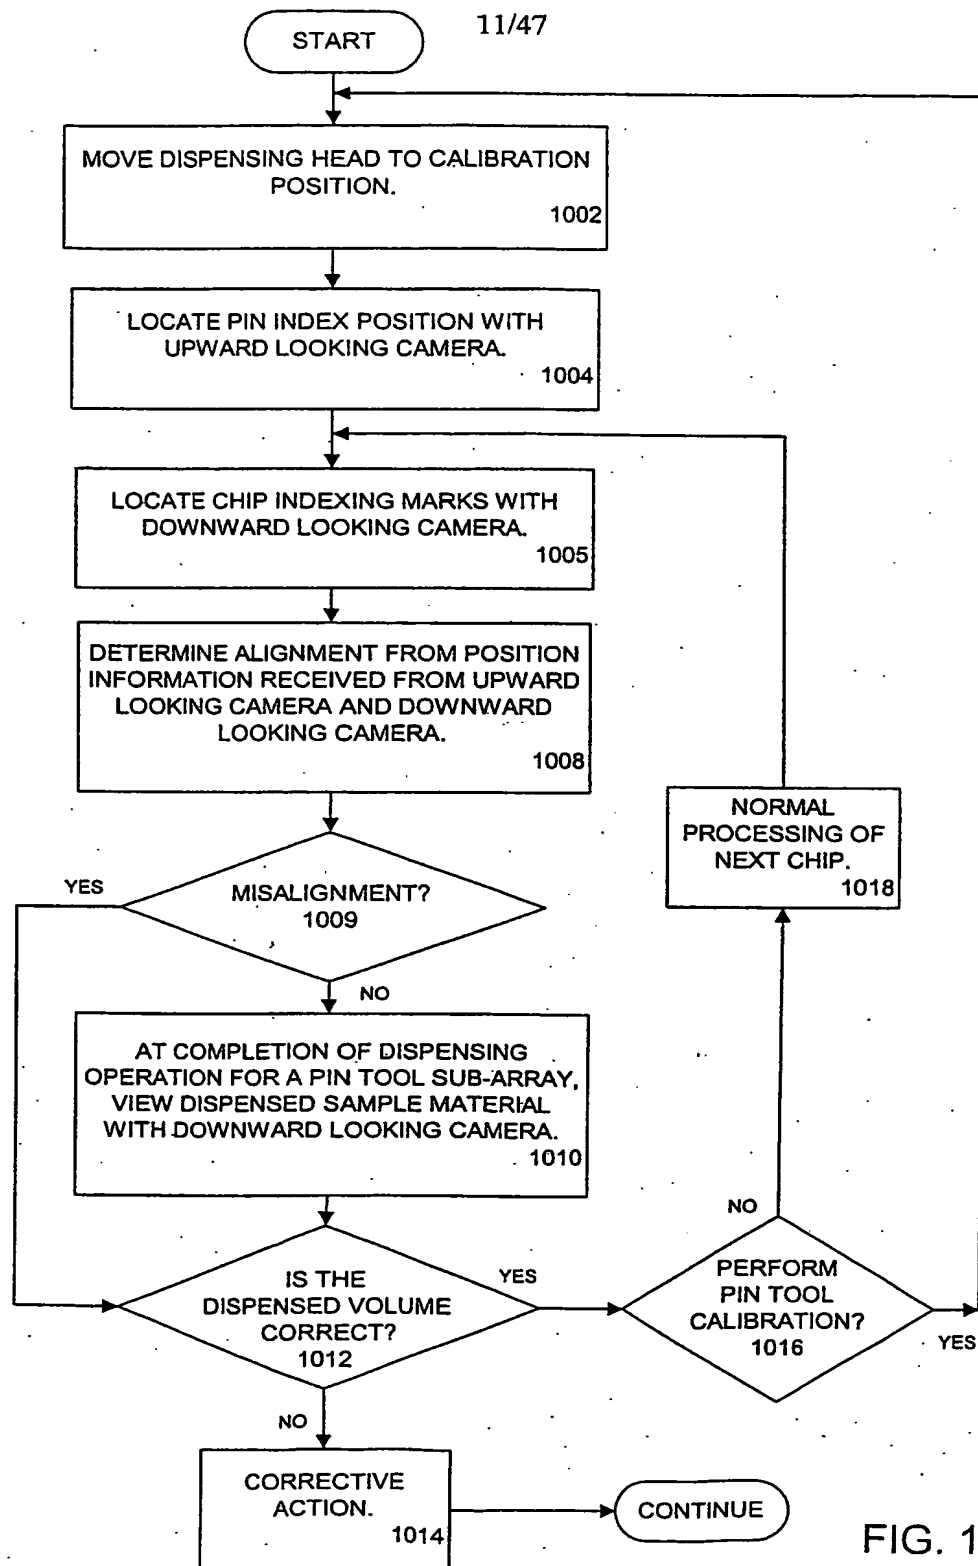 11/47
START
MOVE DISPENSING HEAD TO CALIBRATION
POSITION.
1002
LOCATE PIN INDEX POSITION WITH
UPWARD LOOKING CAMERA.
1004
LOCATE CHIP INDEXING MARKS WITH
DOWNWARD LOOKING CAMERA.
1005
DETERMINE ALIGNMENT FROM POSITION
INFORMATION RECEIVED FROM UPWARD
LOOKING CAMERA AND DOWNWARD
LOOKING CAMERA.
1008
NORMAL
PROCESSING OF
NEXT CHIP.
1018
YES
MISALIGNMENT?
1009
NO
AT COMPLETION OF DISPENSING
OPERATION FOR A PIN TOOL SUB-ARRAY,
VIEW DISPENSED SAMPLE MATERIAL
WITH DOWNWARD LOOKING CAMERA.
1010
NO
IS THE
DISPENSED VOLUME
CORRECT?
1012
YES
PERFORM
PIN TOOL
CALIBRATION?
1016
YES
NO
CORRECTIVE
ACTION.
1014
CONTINUE
FIG. 1